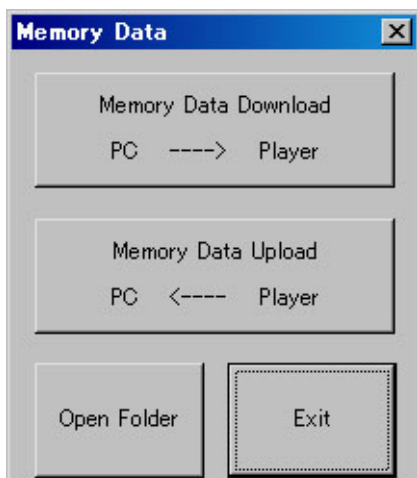 Memory Data
Memory Data Download
PC ----> Player
Memory Data Upload
PC <---- Player
Open Folder
Exit